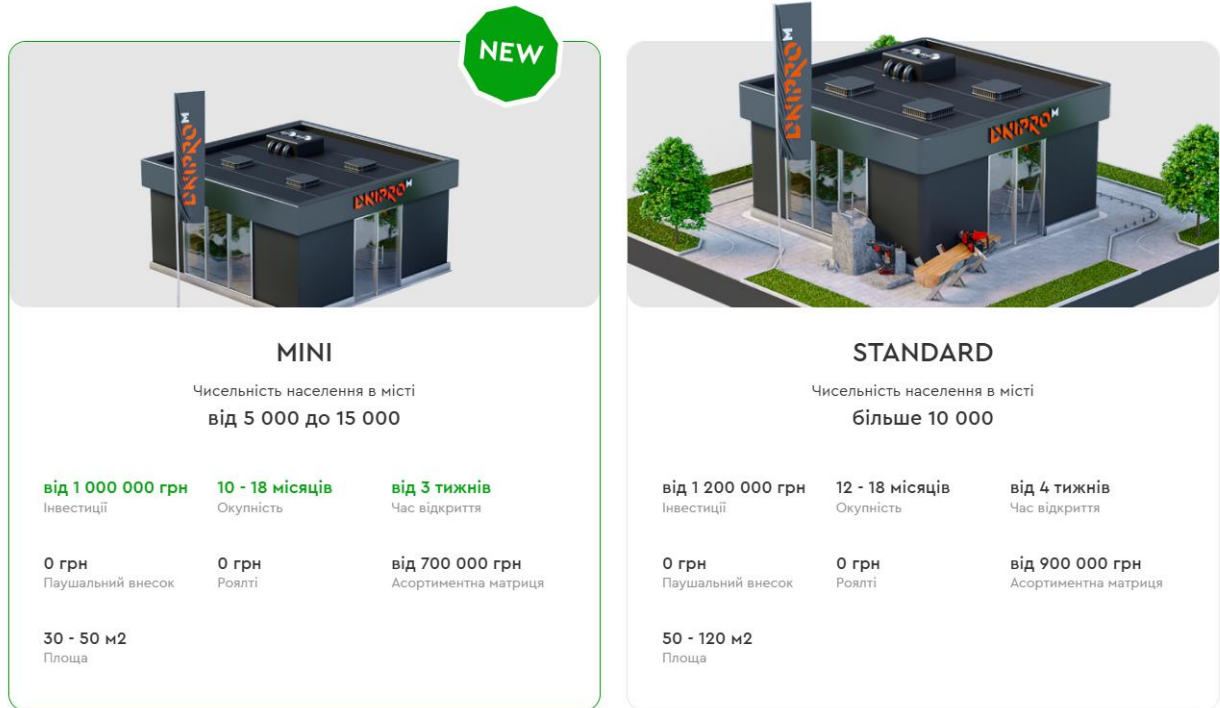 NEW
DNIPRO M
DNIPRO M
MINI
Чисельність населення в місті
від 5 000 до 15 000
від 1 000 000 грн
Інвестиції
10 - 18 місяців
Окупність
від 3 тижнів
Час відкриття
0 грн
Паушальний внесок
0 грн
Роялті
від 700 000 грн
Асортиментна матриця
30 - 50 м2
Площа
DNIPRO M
DNIPRO M
STANDARD
Чисельність населення в місті
більше 10 000
від 1 200 000 грн
Інвестиції
12 - 18 місяців
Окупність
від 4 тижнів
Час відкриття
0 грн
Паушальний внесок
0 грн
Роялті
від 900 000 грн
Асортиментна матриця
50 - 120 м2
Площа